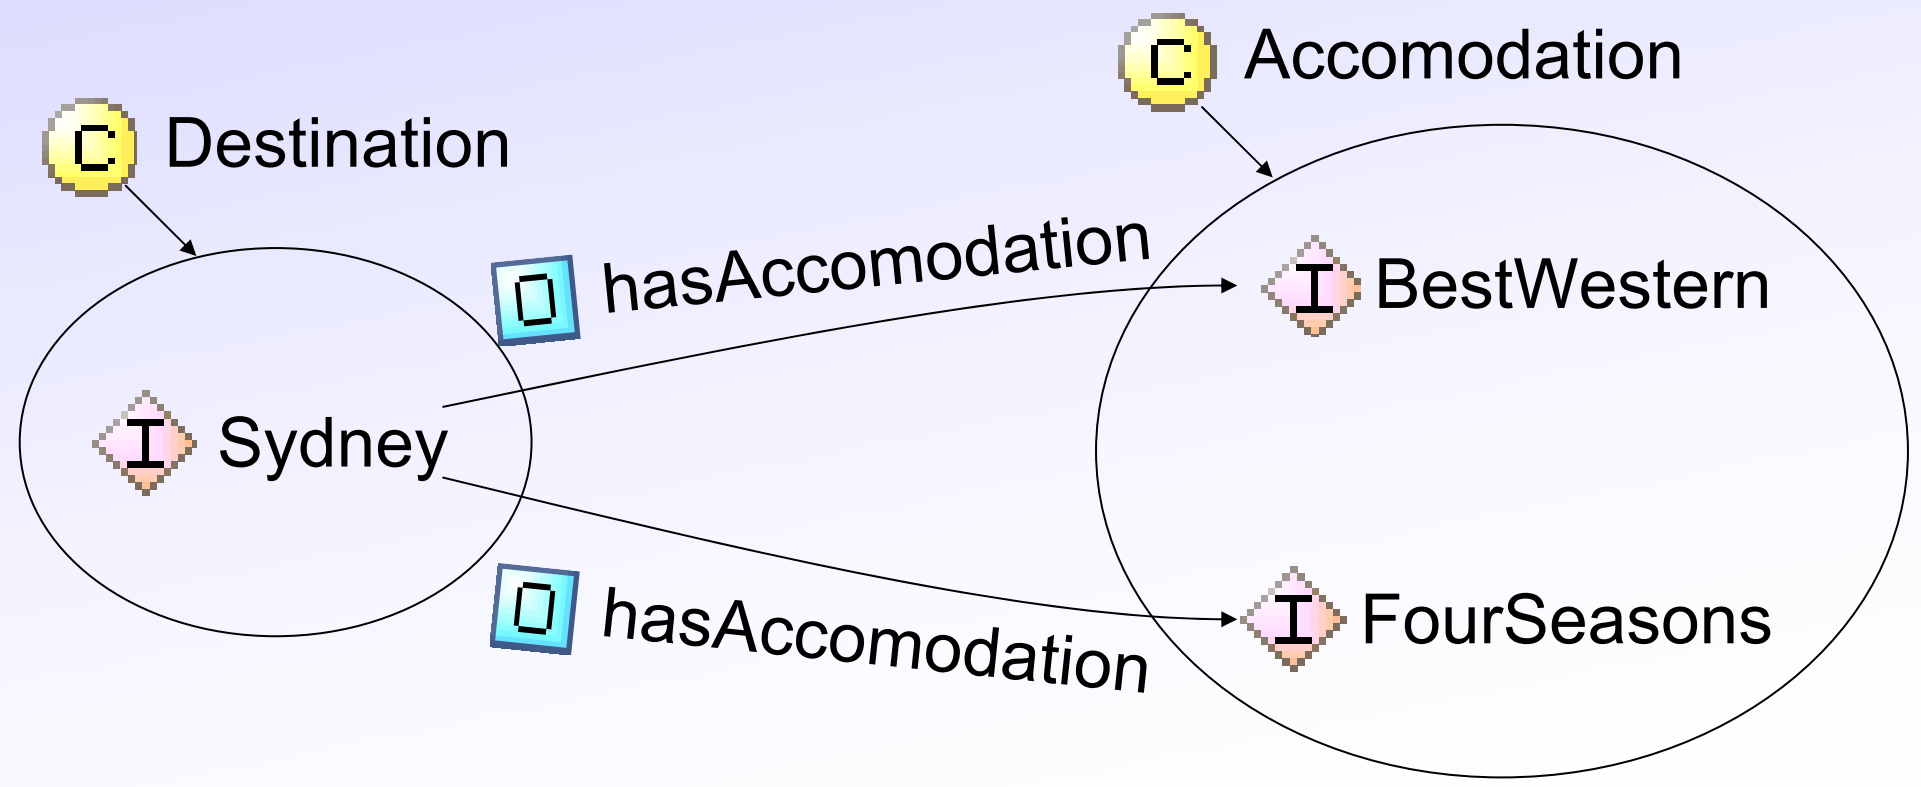 C Accomodation
C Destination
O hasAccomodation
I BestWestern
I Sydney
O hasAccomodation
I FourSeasons